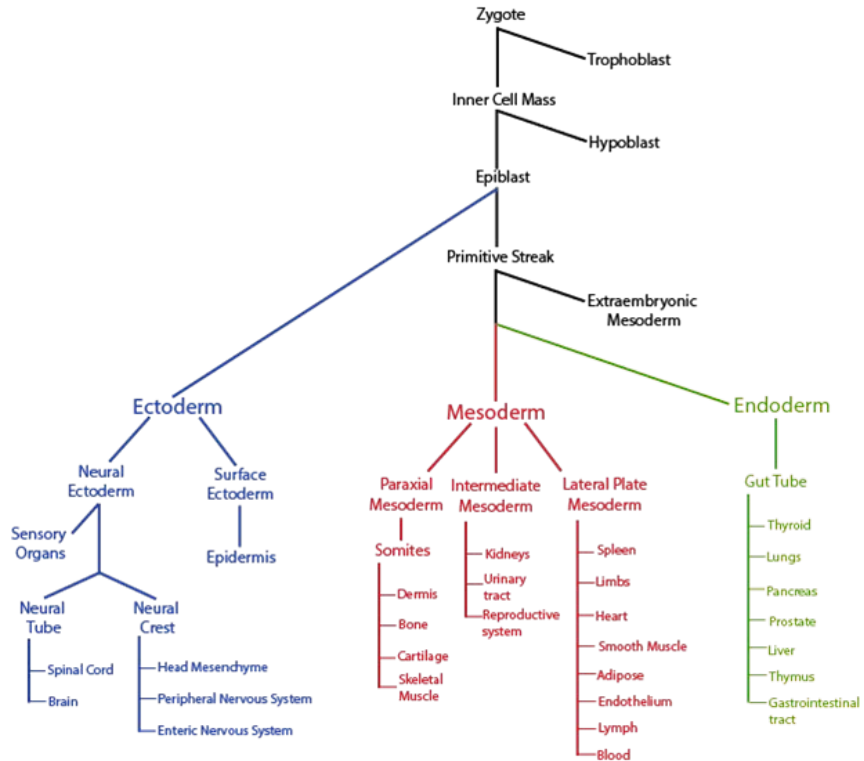 Zygote
Trophoblast
Inner Cell Mass
Hypoblast
Epiblast
Primitive Streak
Extraembryonic
Mesoderm
Ectoderm
Neural
Ectoderm
Sensory
Organs
Neural
Tube
Spinal Cord
Brain
Neural
Crest
Head Mesenchyme
Peripheral Nervous System
Enteric Nervous System
Surface
Ectoderm
Epidermis
Mesoderm
Paraxial
Mesoderm
Somites
Dermis
Bone
Cartilage
Skeletal
Muscle
Intermediate
Mesoderm
Kidneys
Urinary
tract
Reproductive
system
Lateral Plate
Mesoderm
Spleen
Limbs
Heart
Smooth Muscle
Adipose
Endothelium
Lymph
Blood
Endoderm
Gut Tube
Thyroid
Lungs
Pancreas
Prostate
Liver
Thymus
Gastrointestinal
tract